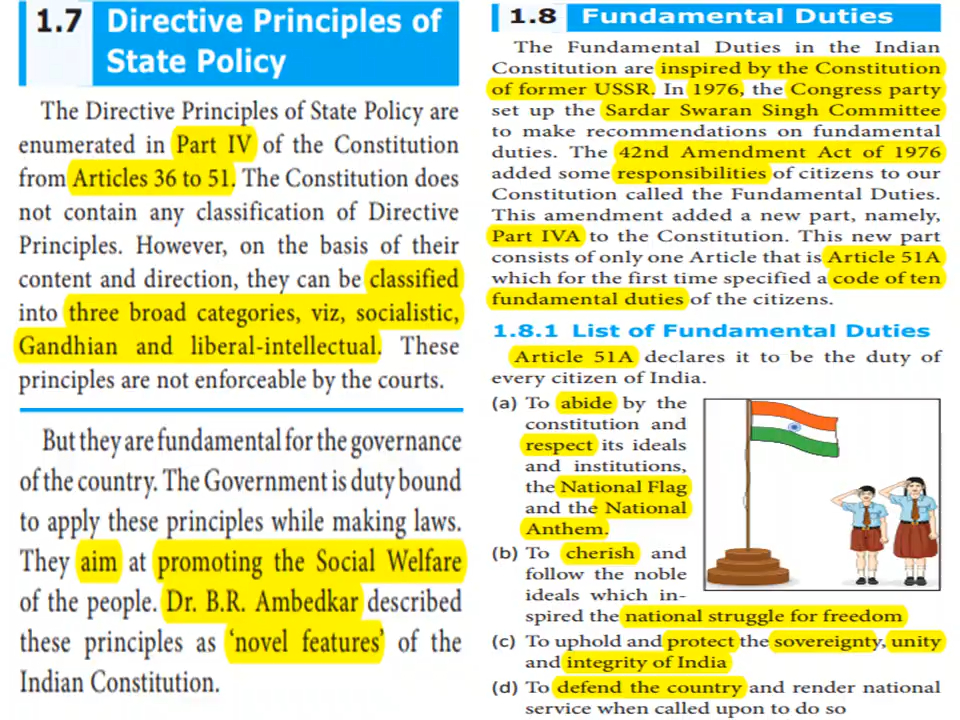 1.7 Directive Principles of
State Policy
The Directive Principles of State Policy are
enumerated in Part IV of the Constitution
from Articles 36 to 51. The Constitution does
not contain any classification of Directive
Principles. However, on the basis of their
content and direction, they can be classified
into three broad categories, viz, socialistic,
Gandhian and liberal-intellectual. These
principles are not enforceable by the courts.
But they are fundamental for the governance
of the country. The Government is duty bound
to apply these principles while making laws.
They aim at promoting the Social Welfare
of the people. Dr. B.R. Ambedkar described
these principles as ‘novel features’ of the
Indian Constitution.
1.8 Fundamental Duties
The Fundamental Duties in the Indian
Constitution are inspired by the Constitution
of former USSR. In 1976, the Congress party
set up the Sardar Swaran Singh Committee
to make recommendations on fundamental
duties. The 42nd Amendment Act of 1976
added some responsibilities of citizens to our
Constitution called the Fundamental Duties.
This amendment added a new part, namely,
Part IVA to the Constitution. This new part
consists of only one Article that is Article 51A
which for the first time specified a code of ten
fundamental duties of the citizens.
1.8.1 List of Fundamental Duties
Article 51A declares it to be the duty of
every citizen of India.
(a) To abide by the
constitution and
respect its ideals
and institutions,
the National Flag
and the National
Anthem.
(b) To cherish and
follow the noble
ideals which in-
spired the national struggle for freedom
(c) To uphold and protect the sovereignty, unity
and integrity of India
(d) To defend the country and render national
service when called upon to do so